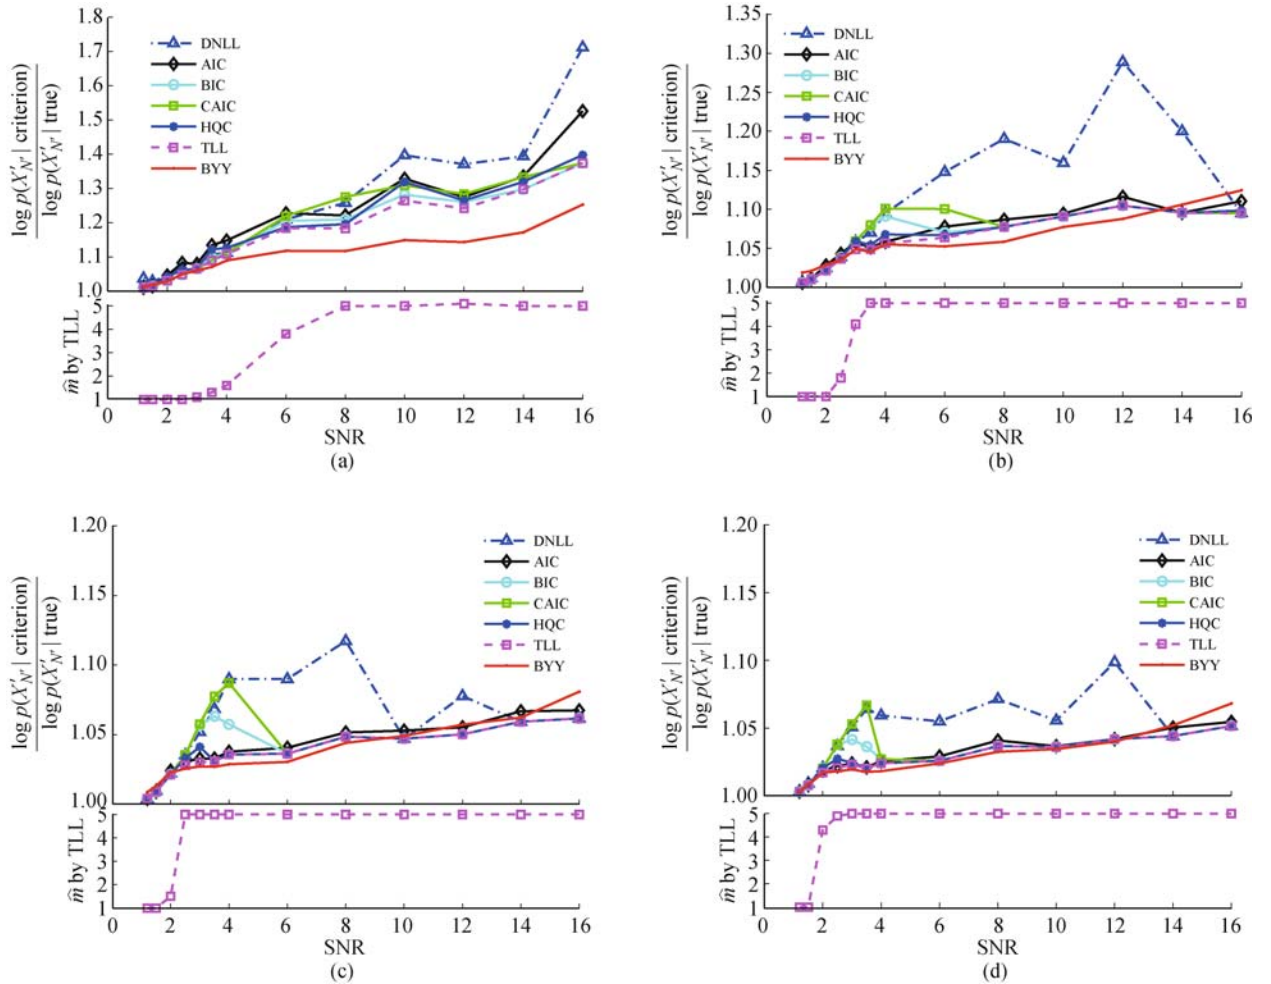 1.8
1.7
1.6
1.5
1.4
1.3
1.2
1.1
1.0
log p(X′N′ | criterion)
log p(X′N′ | true)
DNLL
AIC
BIC
CAIC
HQC
TLL
BYY
5
4
3
2
1
m̂ by TLL
0 2 4 6 8 10 12 14 16
SNR
(a)
1.35
1.30
1.25
1.20
1.15
1.10
1.05
1.00
log p(X′N′ | criterion)
log p(X′N′ | true)
DNLL
AIC
BIC
CAIC
HQC
TLL
BYY
5
4
3
2
1
m̂ by TLL
0 2 4 6 8 10 12 14 16
SNR
(b)
1.20
1.15
1.10
1.05
1.00
log p(X′N′ | criterion)
log p(X′N′ | true)
DNLL
AIC
BIC
CAIC
HQC
TLL
BYY
5
4
3
2
1
m̂ by TLL
0 2 4 6 8 10 12 14 16
SNR
(c)
1.20
1.15
1.10
1.05
1.00
log p(X′N′ | criterion)
log p(X′N′ | true)
DNLL
AIC
BIC
CAIC
HQC
TLL
BYY
5
4
3
2
1
m̂ by TLL
0 2 4 6 8 10 12 14 16
SNR
(d)